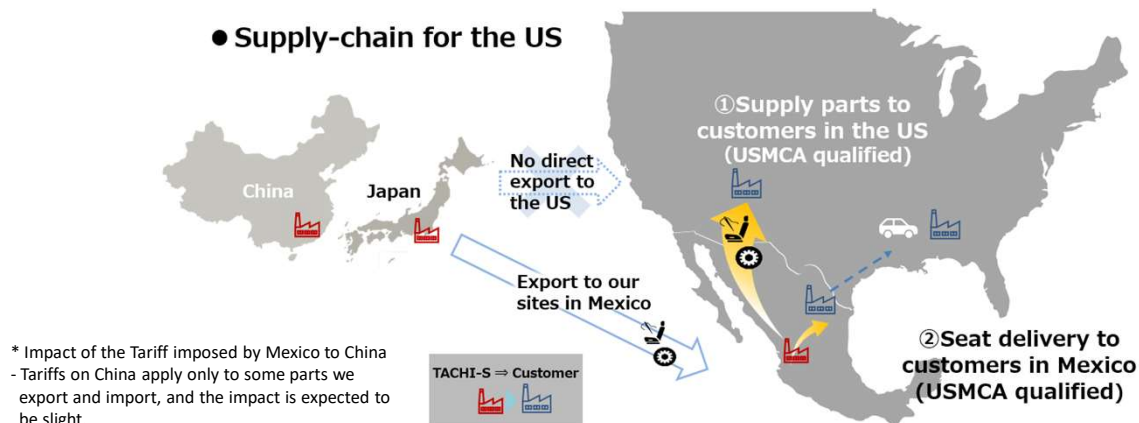 ● Supply-chain for the US
①Supply parts to
customers in the US
(USMCA qualified)
China
Japan
No direct
export to
the US
Export to our
sites in Mexico
②Seat delivery to
customers in Mexico
(USMCA qualified)
* Impact of the Tariff imposed by Mexico to China
- Tariffs on China apply only to some parts we
export and import, and the impact is expected to
be slight
TACHI-S ⇒ Customer